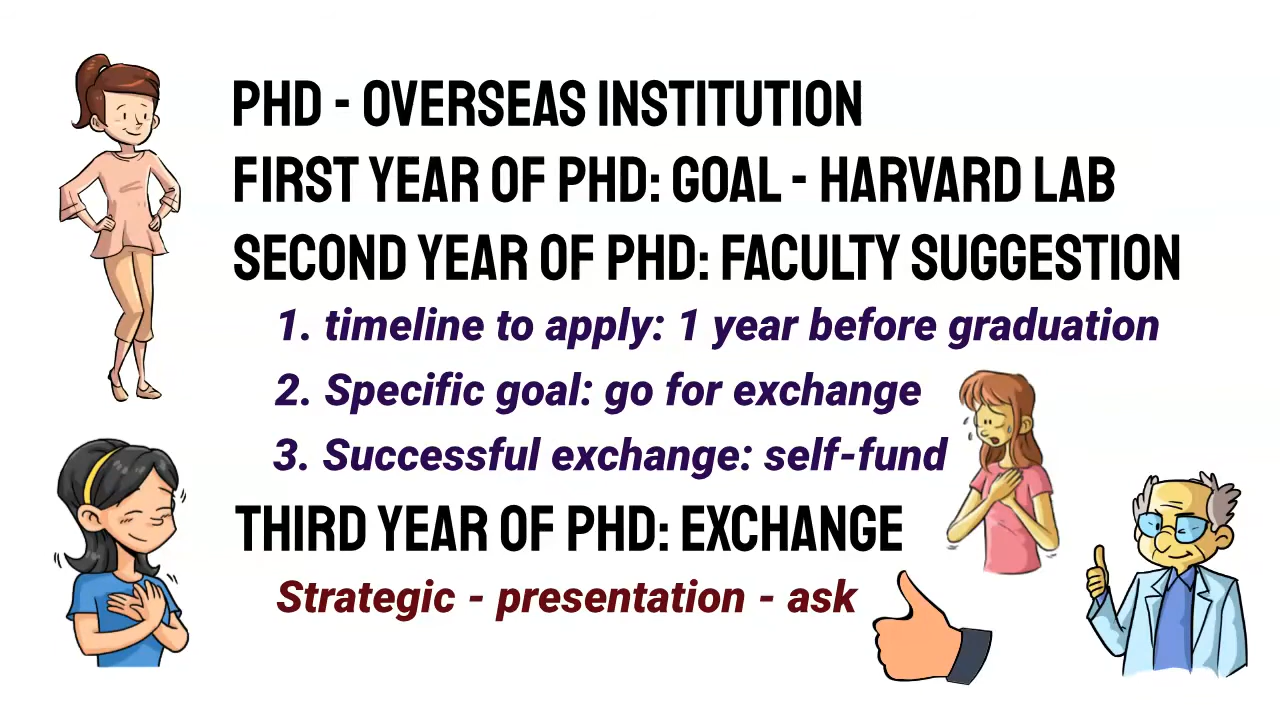 PHD - OVERSEAS INSTITUTION
FIRST YEAR OF PHD: GOAL - HARVARD LAB
SECOND YEAR OF PHD: FACULTY SUGGESTION
1. timeline to apply: 1 year before graduation
2. Specific goal: go for exchange
3. Successful exchange: self-fund
THIRD YEAR OF PHD: EXCHANGE
Strategic - presentation - ask